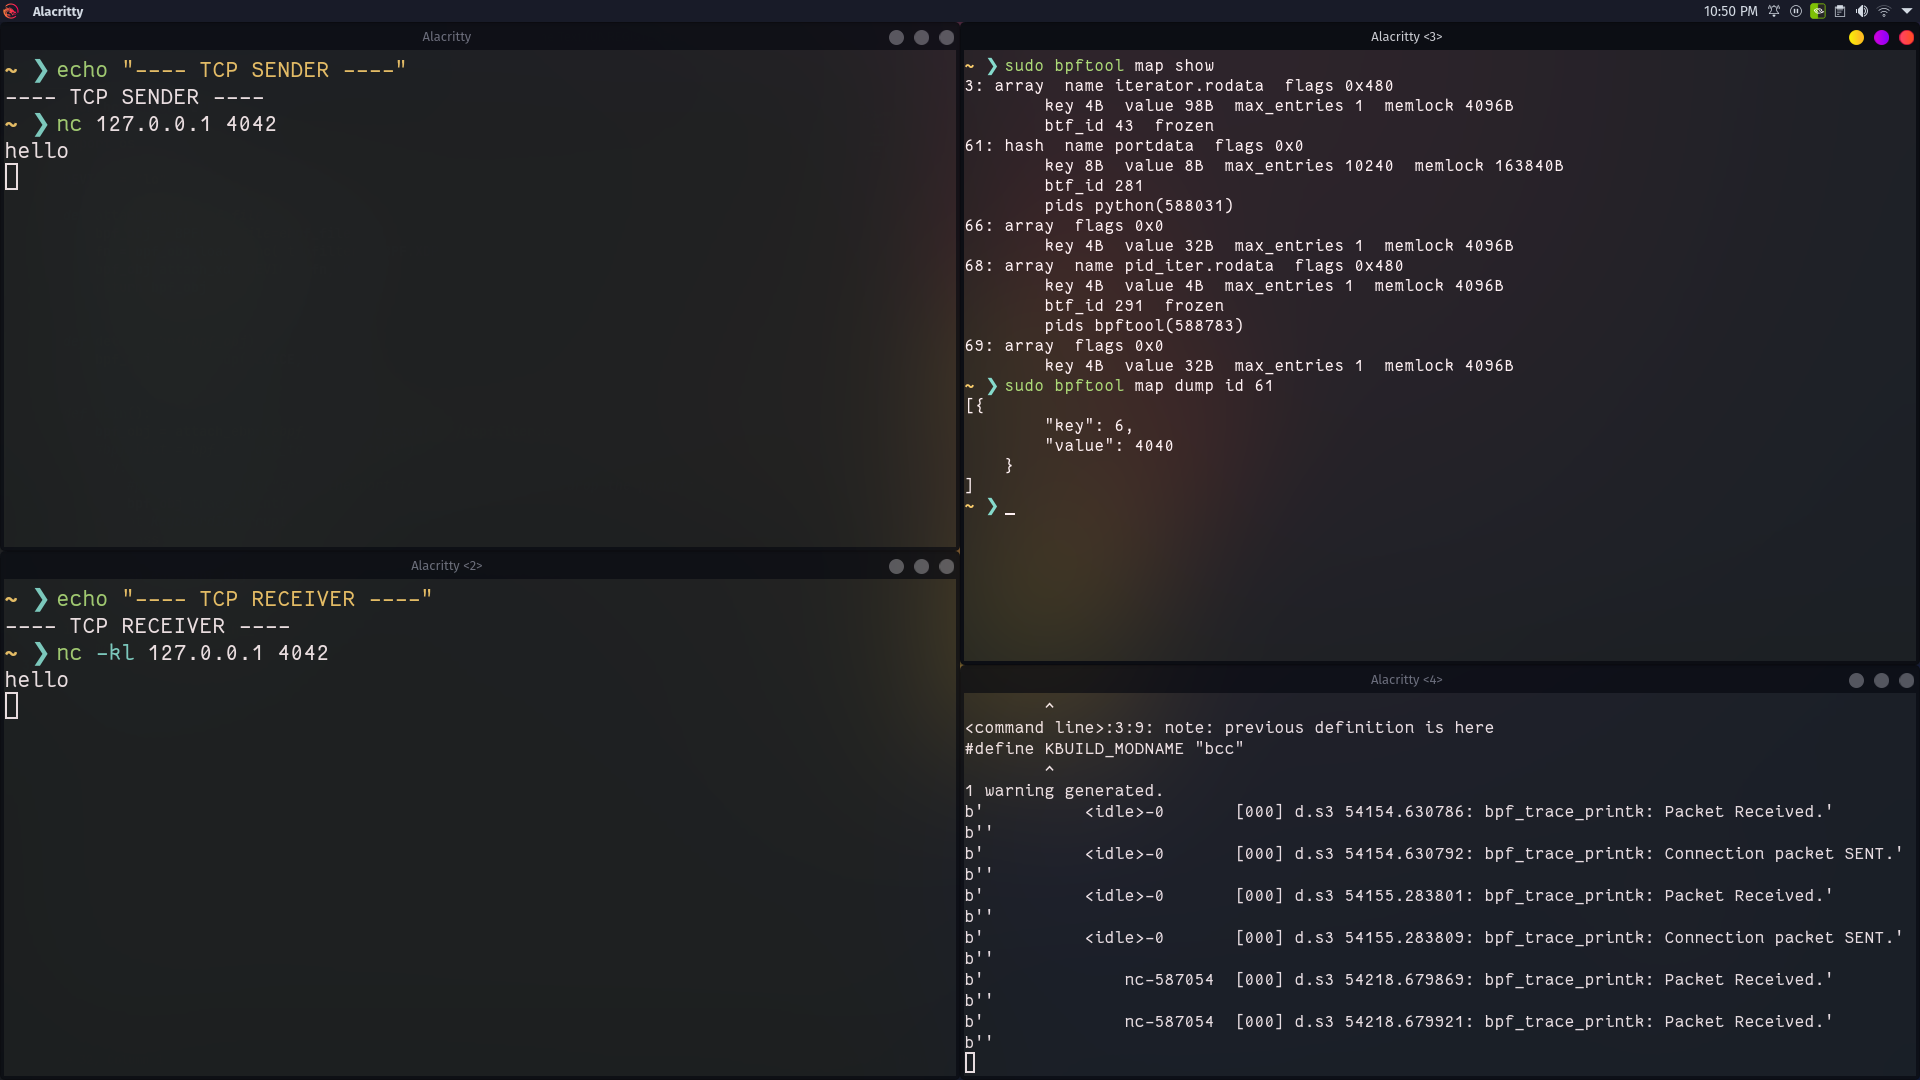 Alacritty
10:50 PM
Alacritty
~ ❯ echo "---- TCP SENDER ----"
---- TCP SENDER ----
~ ❯ nc 127.0.0.1 4042
hello
Alacritty <2>
~ ❯ echo "---- TCP RECEIVER ----"
---- TCP RECEIVER ----
~ ❯ nc -kl 127.0.0.1 4042
hello
Alacritty <3>
~ ❯ sudo bpftool map show
3: array  name iterator.rodata  flags 0x480
        key 4B  value 98B  max_entries 1  memlock 4096B
        btf_id 43  frozen
61: hash  name portdata  flags 0x0
        key 8B  value 8B  max_entries 10240  memlock 163840B
        btf_id 281
        pids python(588031)
66: array  flags 0x0
        key 4B  value 32B  max_entries 1  memlock 4096B
68: array  name pid_iter.rodata  flags 0x480
        key 4B  value 4B  max_entries 1  memlock 4096B
        btf_id 291  frozen
        pids bpftool(588783)
69: array  flags 0x0
        key 4B  value 32B  max_entries 1  memlock 4096B
~ ❯ sudo bpftool map dump id 61
[{
        "key": 6,
        "value": 4040
    }
]
~ ❯ _
Alacritty <4>
        ^
<command line>:3:9: note: previous definition is here
#define KBUILD_MODNAME "bcc"
        ^
1 warning generated.
b'          <idle>-0       [000] d.s3 54154.630786: bpf_trace_printk: Packet Received.'
b''
b'          <idle>-0       [000] d.s3 54154.630792: bpf_trace_printk: Connection packet SENT.'
b''
b'          <idle>-0       [000] d.s3 54155.283801: bpf_trace_printk: Packet Received.'
b''
b'          <idle>-0       [000] d.s3 54155.283809: bpf_trace_printk: Connection packet SENT.'
b''
b'              nc-587054  [000] d.s3 54218.679869: bpf_trace_printk: Packet Received.'
b''
b'              nc-587054  [000] d.s3 54218.679921: bpf_trace_printk: Packet Received.'
b''